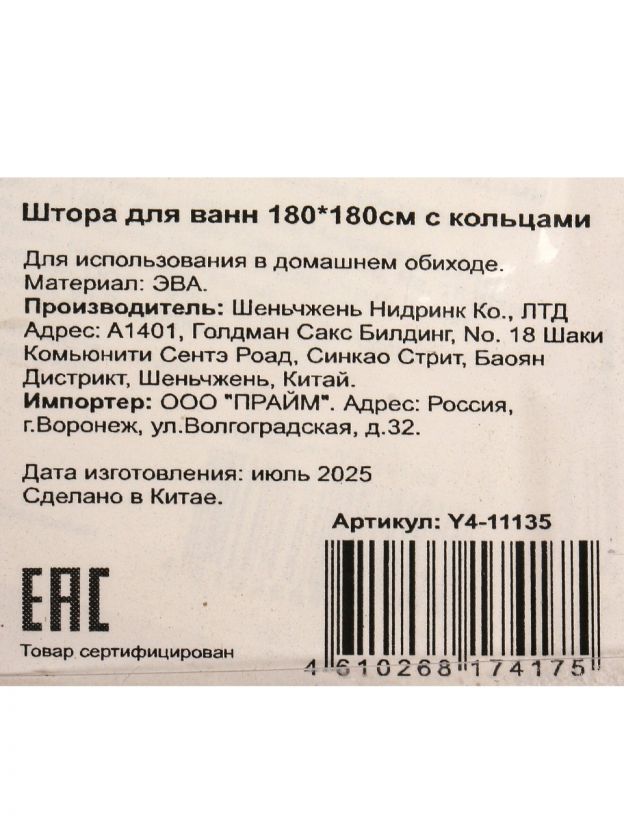 Штора для ванн 180*180см с кольцами
Для использования в домашнем обиходе.
Материал: ЭВА.
Производитель: Шеньчжень Нидринк Ко., ЛТД
Адрес: А1401, Голдман Сакс Билдинг, No. 18 Шаки
Комьюнити Сентэ Роад, Синкао Стрит, Баоян
Дистрикт, Шеньчжень, Китай.
Импортер: ООО "ПРАЙМ". Адрес: Россия,
г.Воронеж, ул.Волгоградская, д.32.
Дата изготовления: июль 2025
Сделано в Китае.
Артикул: Y4-11135
EAC
Товар сертифицирован
4 610268 174175